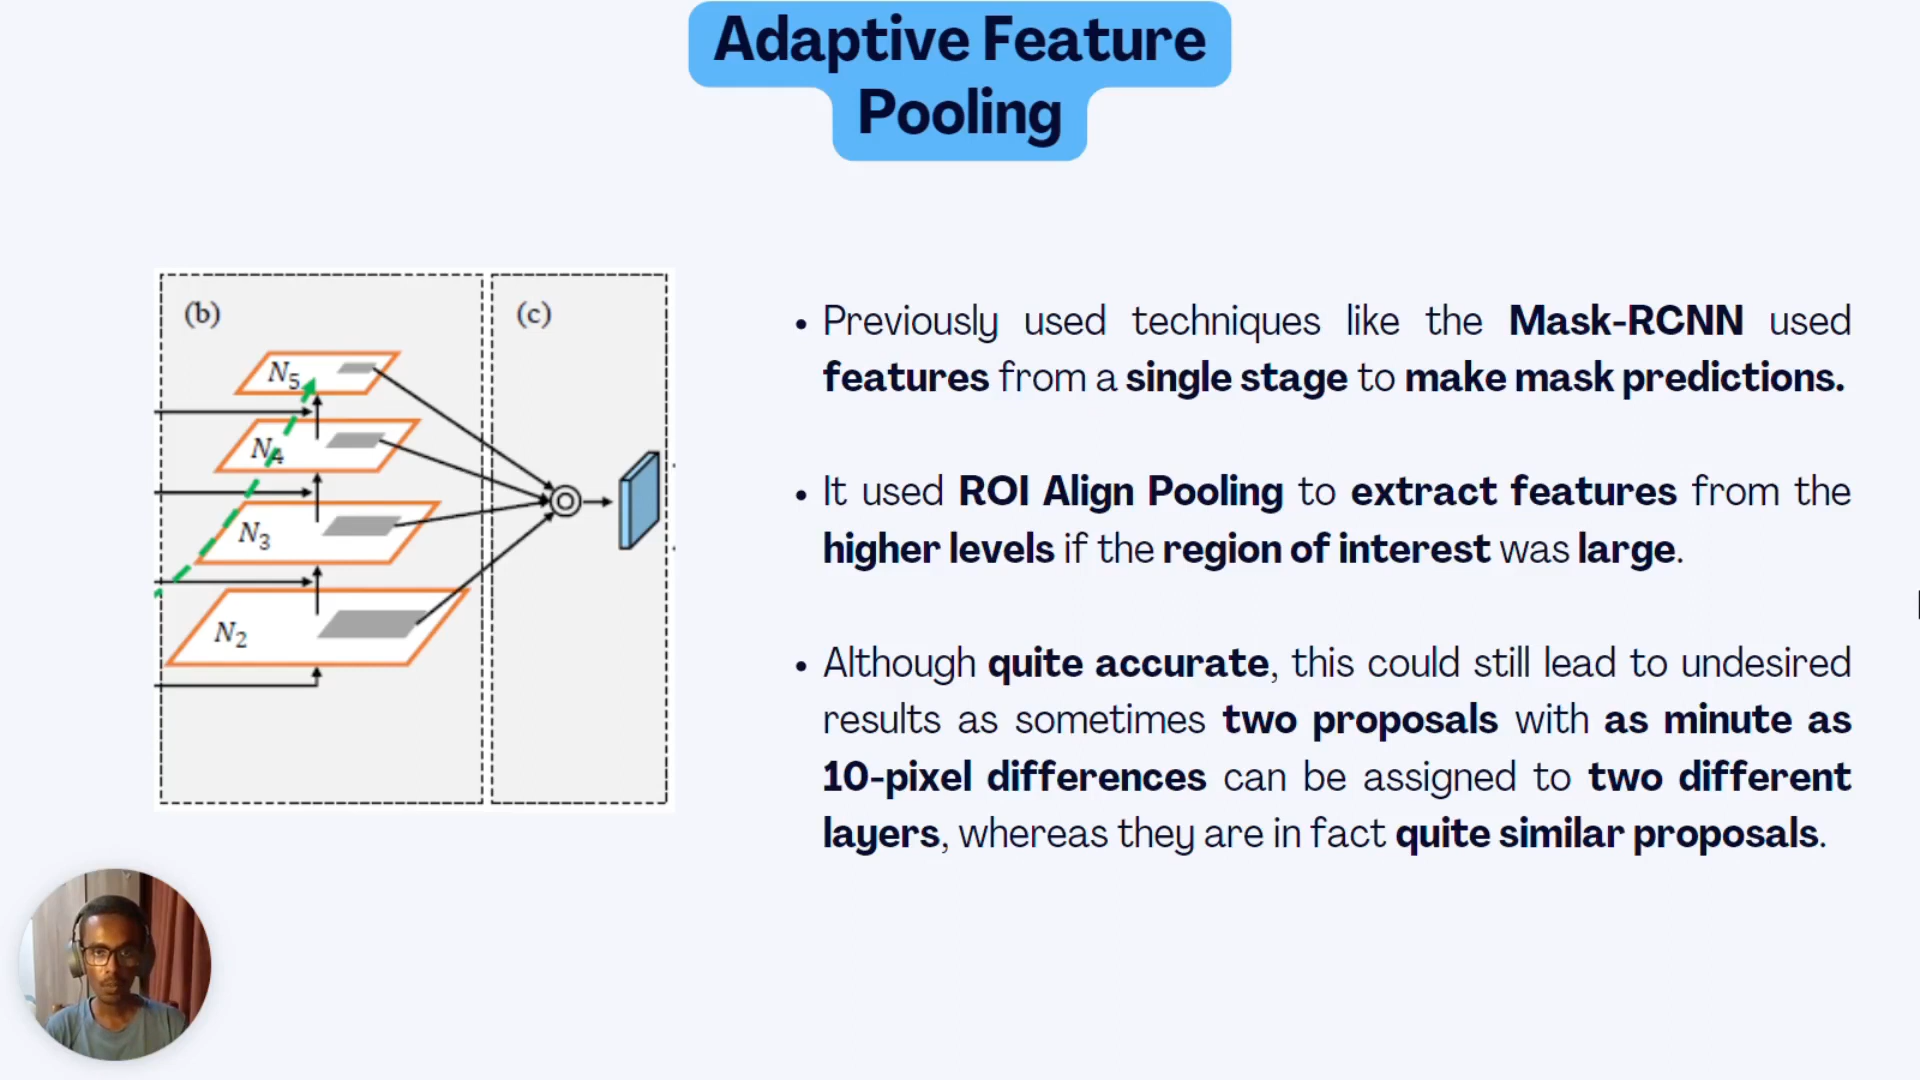 Adaptive Feature
Pooling
(b)
(c)
N5
N4
N3
N2
• Previously used techniques like the Mask-RCNN used
features from a single stage to make mask predictions.
• It used ROI Align Pooling to extract features from the
higher levels if the region of interest was large.
• Although quite accurate, this could still lead to undesired
results as sometimes two proposals with as minute as
10-pixel differences can be assigned to two different
layers, whereas they are in fact quite similar proposals.